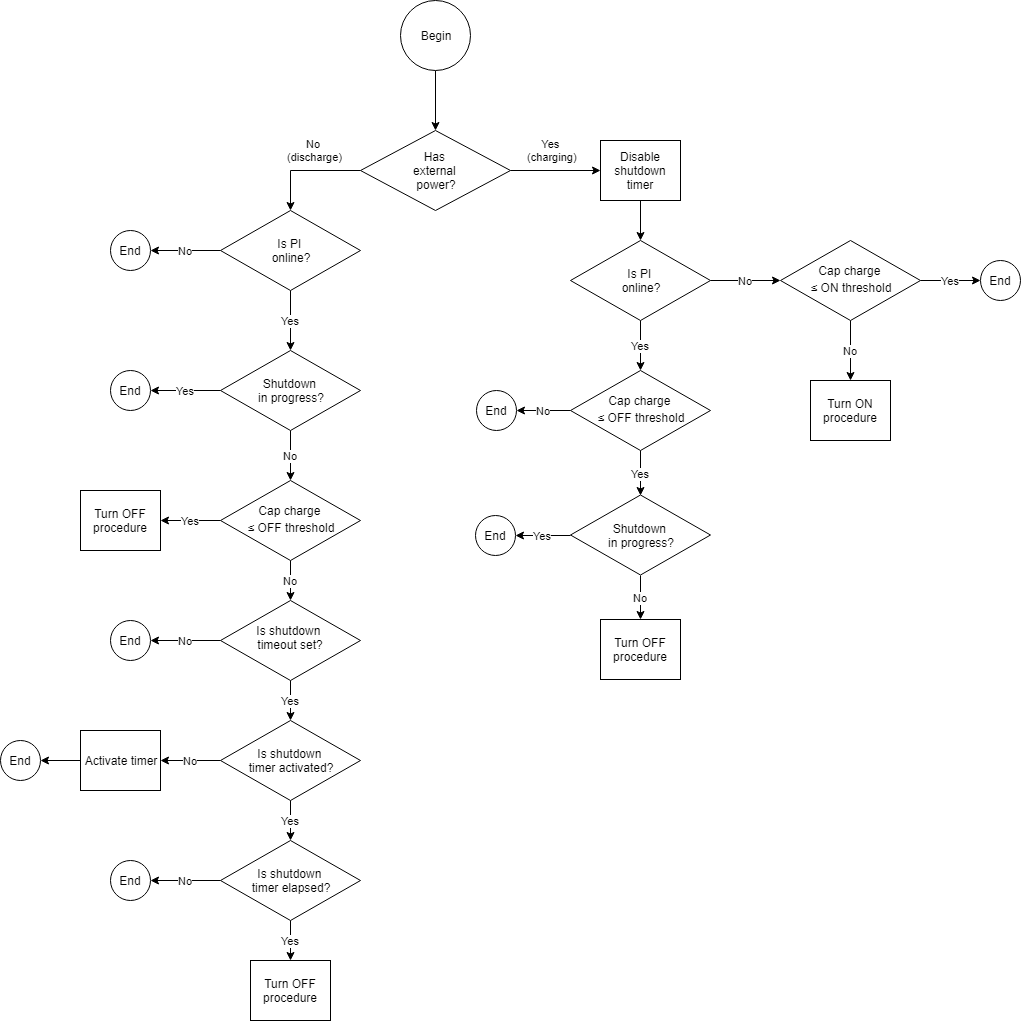 Begin
No
(discharge)
Has
external
power?
Yes
(charging)
Disable
shutdown
timer
End
No
Is PI
online?
Is PI
online?
No
Cap charge
≤ ON threshold
Yes
End
Yes
Yes
No
End
Yes
Shutdown
in progress?
End
No
Cap charge
≤ OFF threshold
Turn ON
procedure
No
Yes
Turn OFF
procedure
Yes
Cap charge
≤ OFF threshold
End
Yes
Shutdown
in progress?
No
No
End
No
Is shutdown
timeout set?
Turn OFF
procedure
Yes
End
Activate timer
No
Is shutdown
timer activated?
Yes
End
No
Is shutdown
timer elapsed?
Yes
Turn OFF
procedure